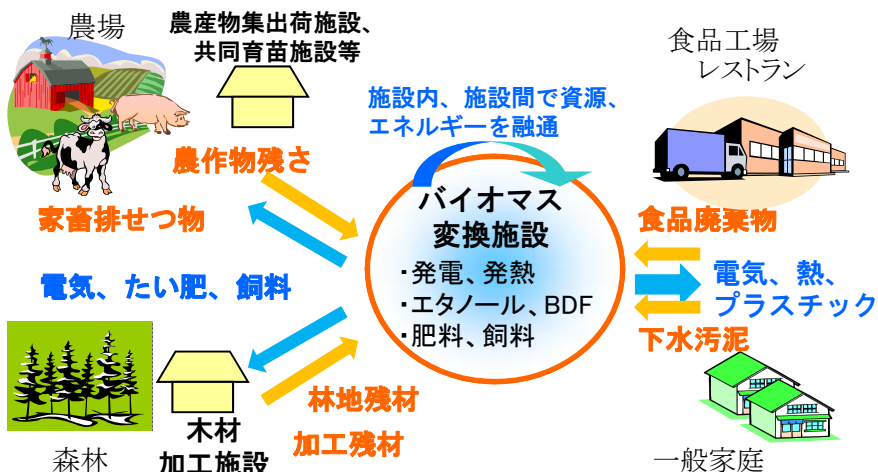 農場
農産物集出荷施設、
共同育苗施設等
食品工場
レストラン
施設内、施設間で資源、
エネルギーを融通
農作物残さ
家畜排せつ物
バイオマス
変換施設
・発電、発熱
・エタノール、BDF
・肥料、飼料
食品廃棄物
電気、たい肥、飼料
電気、熱、
プラスチック
下水汚泥
林地残材
加工残材
木材
加工施設
森林
一般家庭